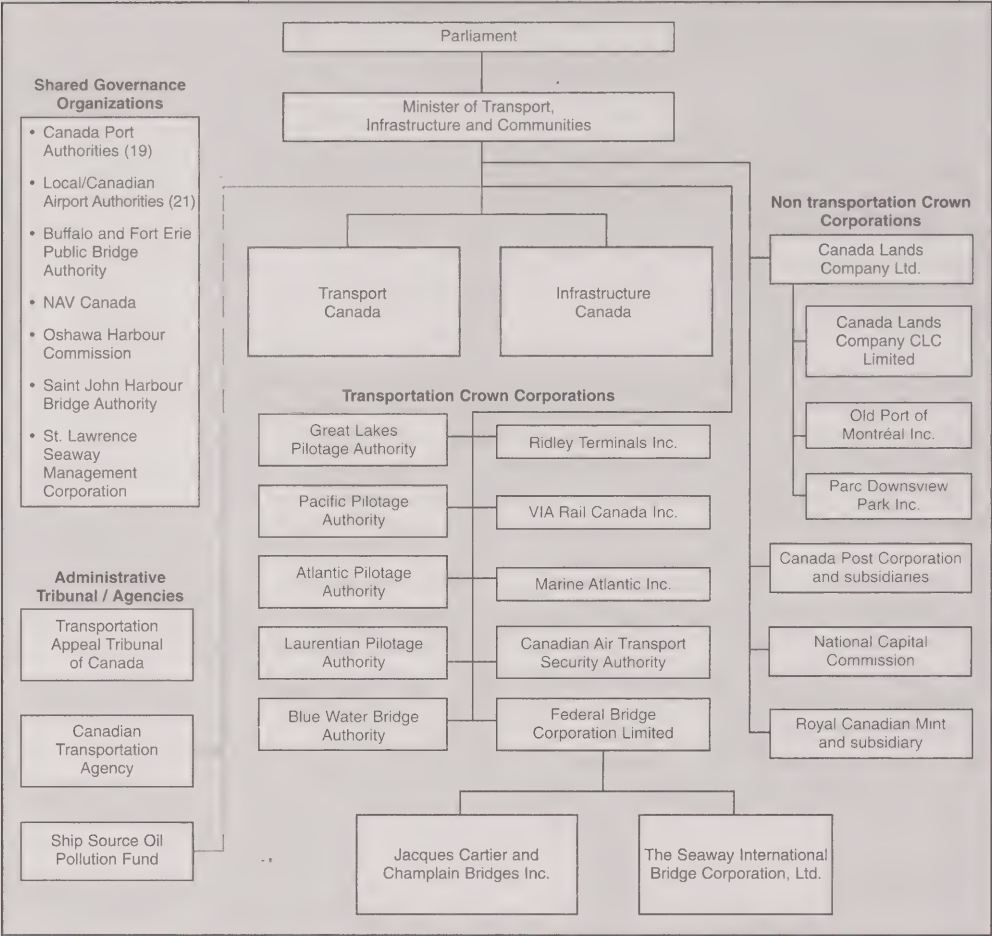 Parliament
Minister of Transport,
Infrastructure and Communities
Shared Governance
Organizations
• Canada Port
Authorities (19)
• Local/Canadian
Airport Authorities (21)
• Buffalo and Fort Erie
Public Bridge
Authority
• NAV Canada
• Oshawa Harbour
Commission
• Saint John Harbour
Bridge Authority
• St. Lawrence
Seaway
Management
Corporation
Administrative
Tribunal / Agencies
Transportation
Appeal Tribunal
of Canada
Canadian
Transportation
Agency
Ship Source Oil
Pollution Fund
Transport
Canada
Infrastructure
Canada
Transportation Crown Corporations
Great Lakes
Pilotage Authority
Ridley Terminals Inc.
Pacific Pilotage
Authority
VIA Rail Canada Inc.
Atlantic Pilotage
Authority
Marine Atlantic Inc.
Laurentian Pilotage
Authority
Canadian Air Transport
Security Authority
Blue Water Bridge
Authority
Federal Bridge
Corporation Limited
Jacques Cartier and
Champlain Bridges Inc.
The Seaway International
Bridge Corporation, Ltd.
Non transportation Crown
Corporations
Canada Lands
Company Ltd.
Canada Lands
Company CLC
Limited
Old Port of
Montréal Inc.
Parc Downsview
Park Inc.
Canada Post Corporation
and subsidiaries
National Capital
Commission
Royal Canadian Mint
and subsidiary